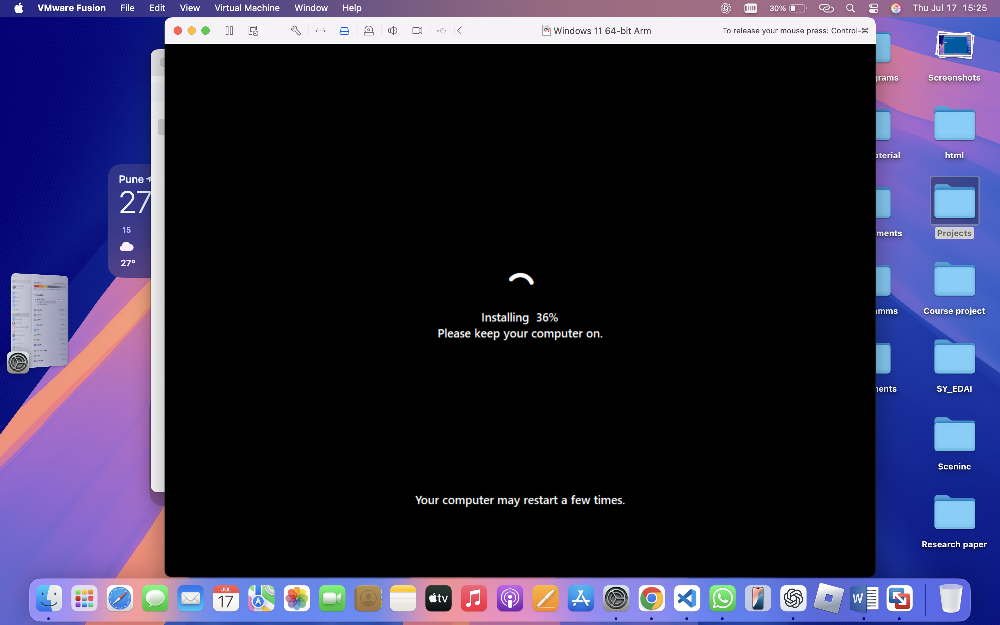 VMware Fusion File Edit View Virtual Machine Window Help 30% Thu Jul 17 15:25
Windows 11 64-bit Arm To release your mouse press: Control-⌘
Screenshots
html
Projects
Course project
SY_EDAI
Sceninc
Research paper
grams
aterial
ments
amms
Pune
27
15
27°
Installing 36%
Please keep your computer on.
Your computer may restart a few times.
JUL
17
tv
W